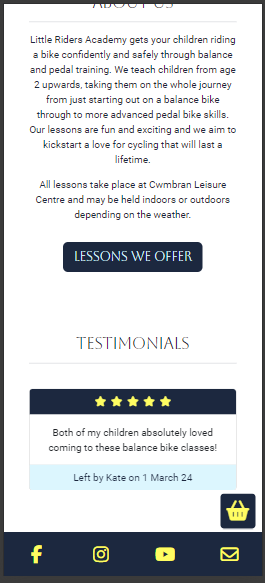 ABOUT US
Little Riders Academy gets your children riding
a bike confidently and safely through balance
and pedal training. We teach children from age
2 upwards, taking them on the whole journey
from just starting out on a balance bike
through to more advanced pedal bike skills.
Our lessons are fun and exciting and we aim to
kickstart a love for cycling that will last a
lifetime.
All lessons take place at Cwmbran Leisure
Centre and may be held indoors or outdoors
depending on the weather.
LESSONS WE OFFER
TESTIMONIALS
Both of my children absolutely loved
coming to these balance bike classes!
Left by Kate on 1 March 24